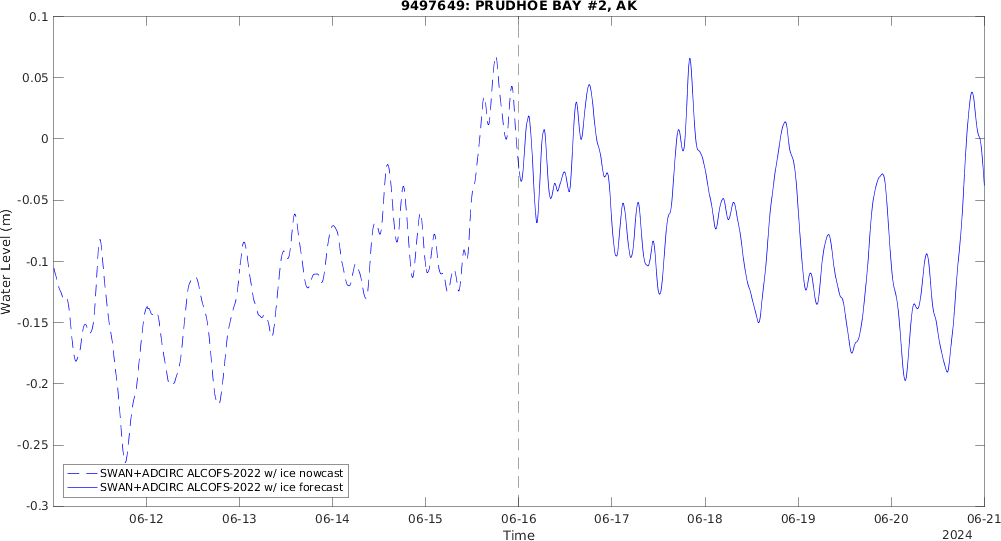 9497649: PRUDHOE BAY #2, AK
0.1
0.05
0
-0.05
-0.1
-0.15
-0.2
-0.25
-0.3
Water Level (m)
SWAN+ADCIRC ALCOFS-2022 w/ ice nowcast
SWAN+ADCIRC ALCOFS-2022 w/ ice forecast
06-12 06-13 06-14 06-15 06-16 06-17 06-18 06-19 06-20 06-21
Time
2024